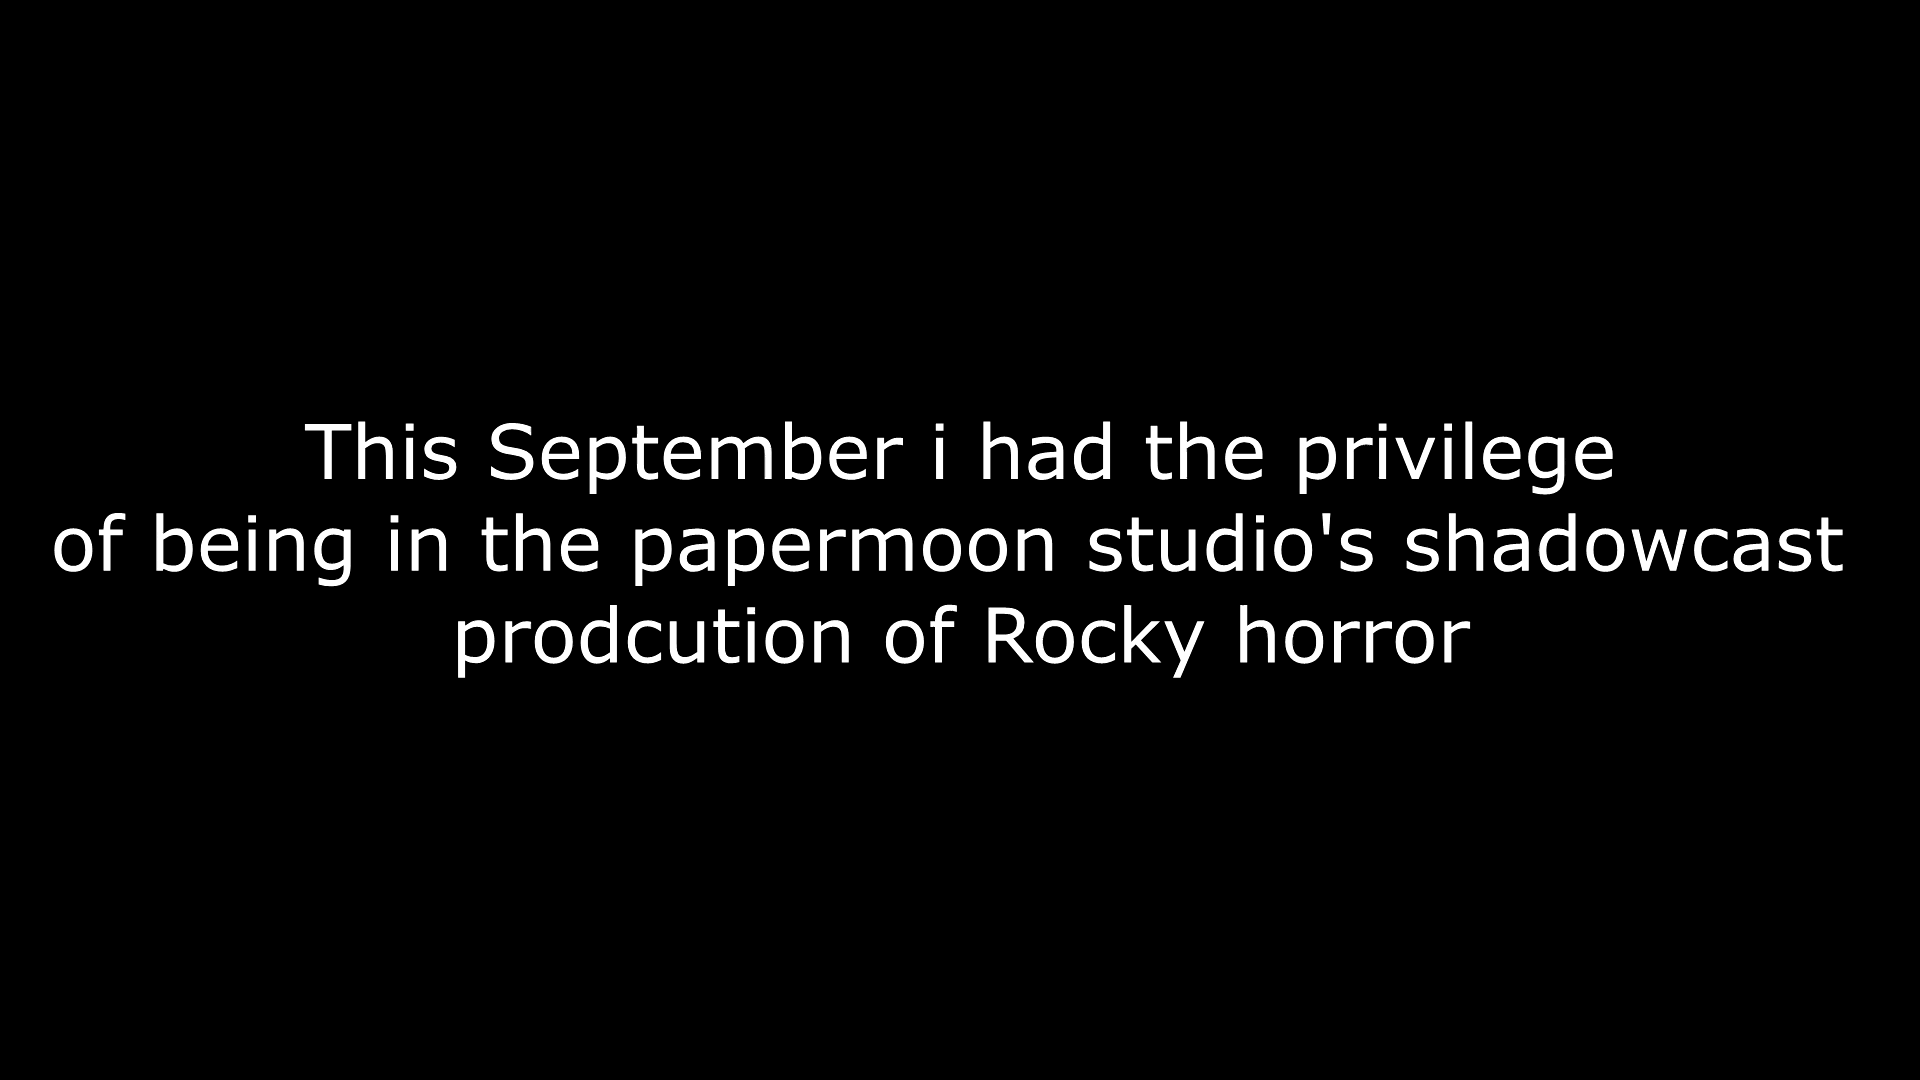 This September i had the privilege
of being in the papermoon studio's shadowcast
prodcution of Rocky horror